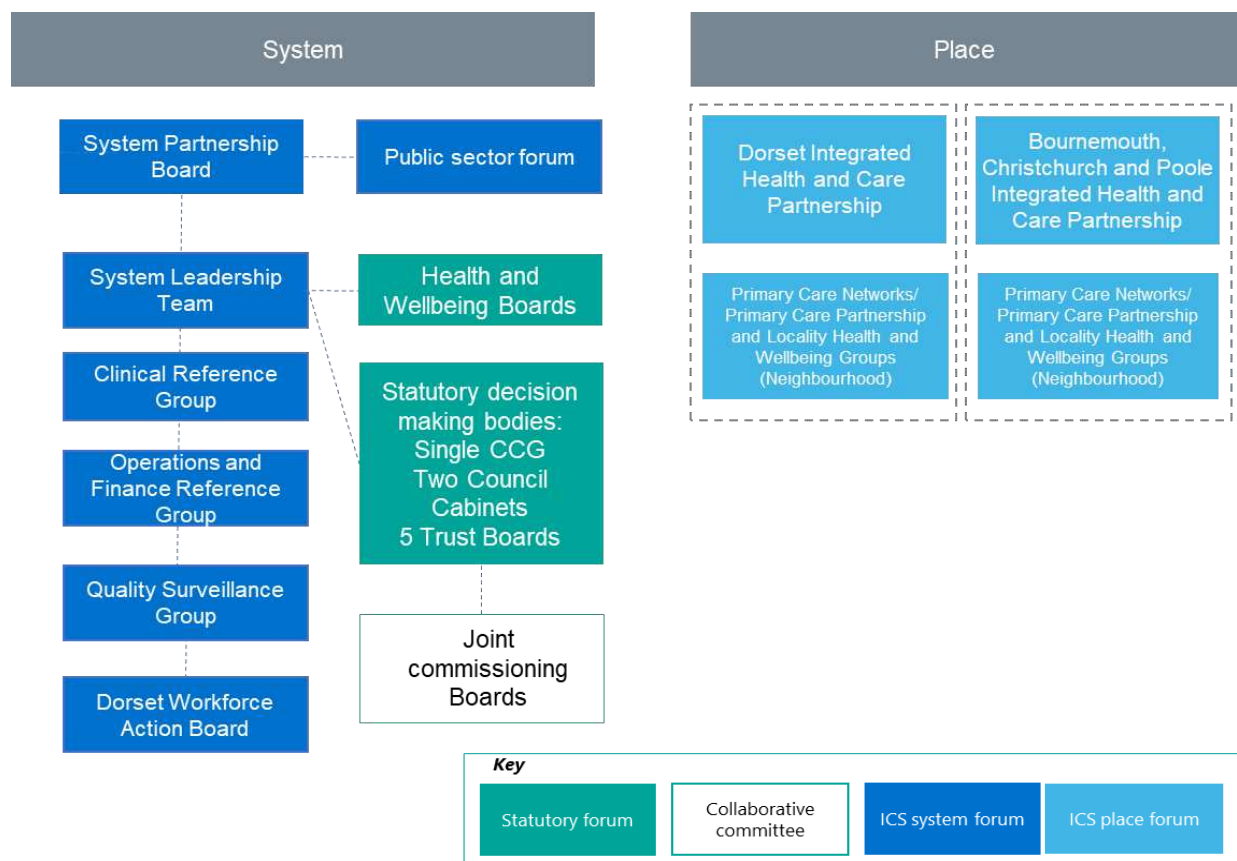 System
System Partnership
Board
Public sector forum
System Leadership
Team
Health and
Wellbeing Boards
Clinical Reference
Group
Statutory decision
making bodies:
Single CCG
Two Council
Cabinets
5 Trust Boards
Operations and
Finance Reference
Group
Quality Surveillance
Group
Joint
commissioning
Boards
Dorset Workforce
Action Board
Place
Dorset Integrated
Health and Care
Partnership
Bournemouth,
Christchurch and Poole
Integrated Health and
Care Partnership
Primary Care Networks/
Primary Care Partnership
and Locality Health and
Wellbeing Groups
(Neighbourhood)
Primary Care Networks/
Primary Care Partnership
and Locality Health and
Wellbeing Groups
(Neighbourhood)
Key
Statutory forum
Collaborative
committee
ICS system forum
ICS place forum